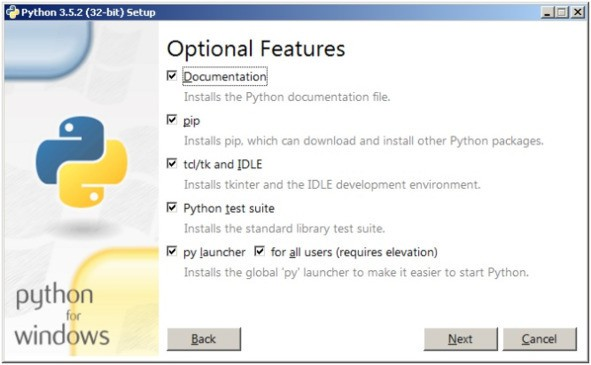 Python 3.5.2 (32-bit) Setup
Optional Features
Documentation
Installs the Python documentation file.
pip
Installs pip, which can download and install other Python packages.
tcl/tk and IDLE
Installs tkinter and the IDLE development environment.
Python test suite
Installs the standard library test suite.
py launcher for all users (requires elevation)
Installs the global 'py' launcher to make it easier to start Python.
python
for
windows
Back Next Cancel